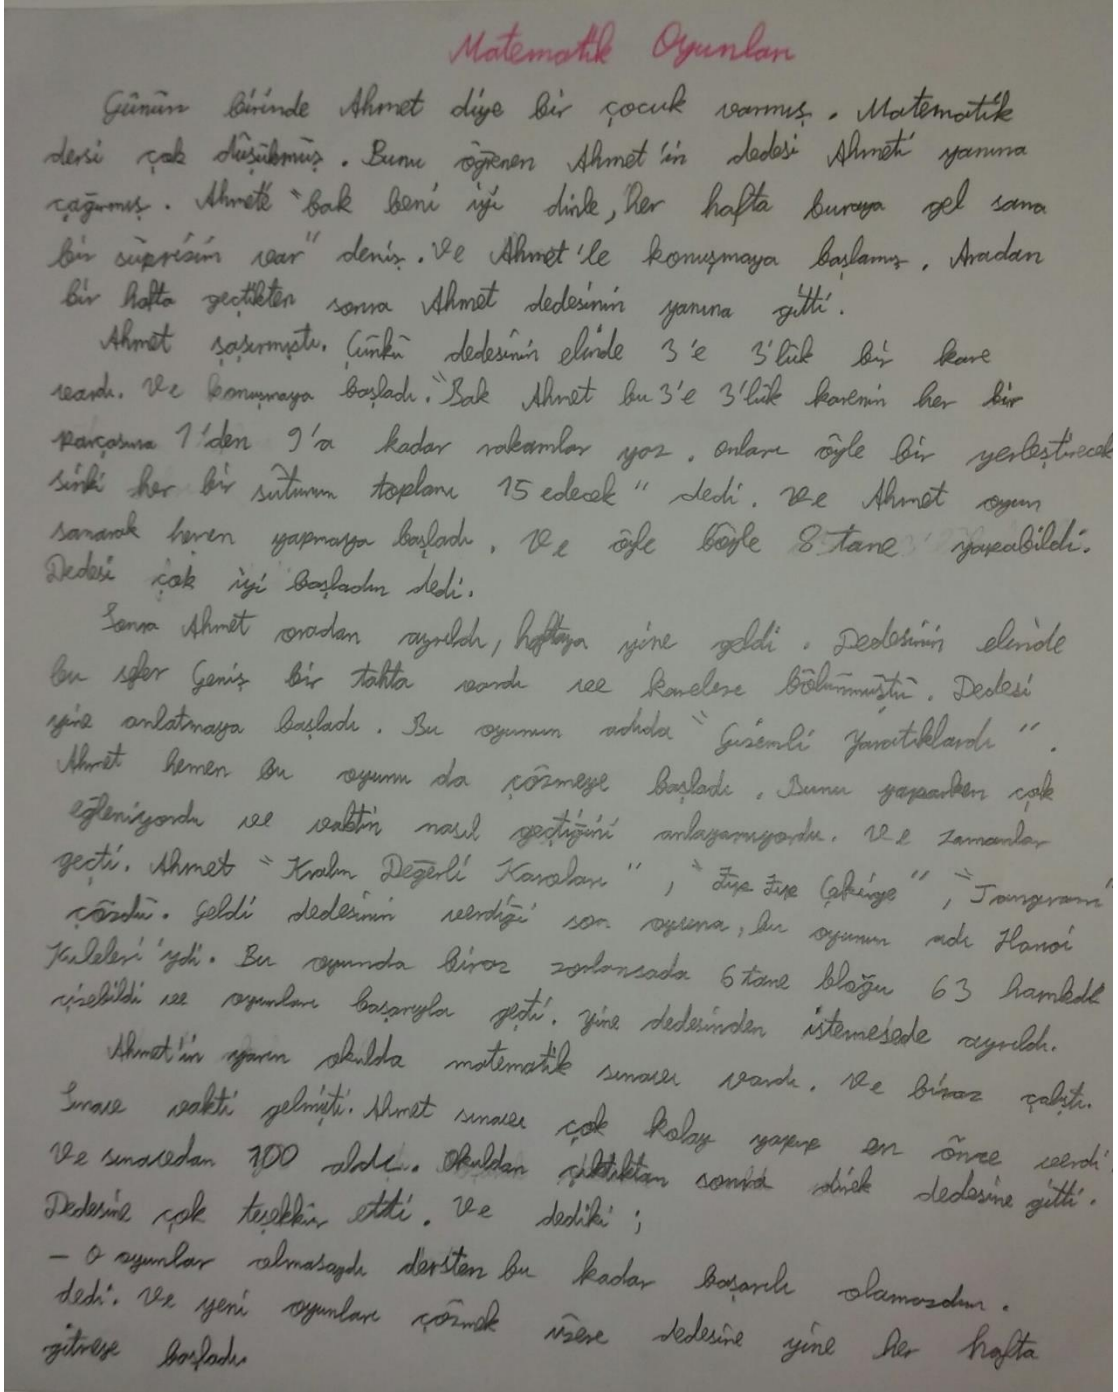 Matematik Oyunları
Günün birinde Ahmet diye bir çocuk varmış. Matematik
dersi çok düşükmüş. Bunu öğrenen Ahmet'in dedesi Ahmeti yanına
çağırmış. Ahmete "bak beni iyi dinle, her hafta buraya gel sana
bir süprizim var" demiş. Ve Ahmet'le konuşmaya başlamış. Aradan
bir hafta geçtikten sonra Ahmet dedesinin yanına gitti.
Ahmet şaşırmıştı. Çünkü dedesinin elinde 3'e 3'lük bir kare
vardı. Ve konuşmaya başladı. "Bak Ahmet bu 3'e 3'lük karenin her bir
parçasına 1'den 9'a kadar rakamlar yaz. onları öyle bir yerleştirecek
sinki her bir sütunun toplamı 15 edecek" dedi. Ve Ahmet oyun
sanarak hemen yapmaya başladı. Ve öyle böyle 8 tane yapabildi.
Dedesi çok iyi başladın dedi.
Sonra Ahmet oradan ayrıldı, haftaya yine geldi. Dedesinin elinde
bu sefer Geniş bir tahta vardı ve karelere bölünmüştü. Dedesi
yine anlatmaya başladı. Bu oyunun adıda "Gizemli Yaratıklardı".
Ahmet hemen bu oyunu da çözmeye başladı. Bunu yaparken çok
eğleniyordu ve vaktin nasıl geçtiğini anlayamıyordu. Ve zamanlar
geçti. Ahmet "Kralın Değerli Karoları", "Zıp Zıp Çekirge", "Tangram"
çözdü. Geldi dedesinin verdiği son oyuna, bu oyunun adı Hanoi
Kuleleri'ydi. Bu oyunda biraz zorlansada 6 tane bloğu 63 hamlede
çizebildi ve oyunları başarıyla geçti. Yine dedesinden istemesede ayrıldı.
Ahmet'in yarın okulda matematik sınavı vardı. Ve biraz çalıştı.
Sınav vakti gelmişti. Ahmet sınavı çok kolay yapıp en önce verdi.
Ve sınavdan 100 aldı. Okuldan çıktıktan sonra direk dedesine gitti.
Dedesine çok teşekkür etti. Ve dediki;
– O oyunlar olmasaydı dersten bu kadar başarılı olamazdım.
dedi. Ve yeni oyunları çözmek üzere dedesine yine her hafta
gitmeye başladı.